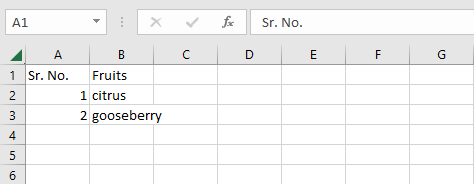 A1 fx Sr. No.
A B C D E F G
1 Sr. No. Fruits
2 1 citrus
3 2 gooseberry
4
5
6